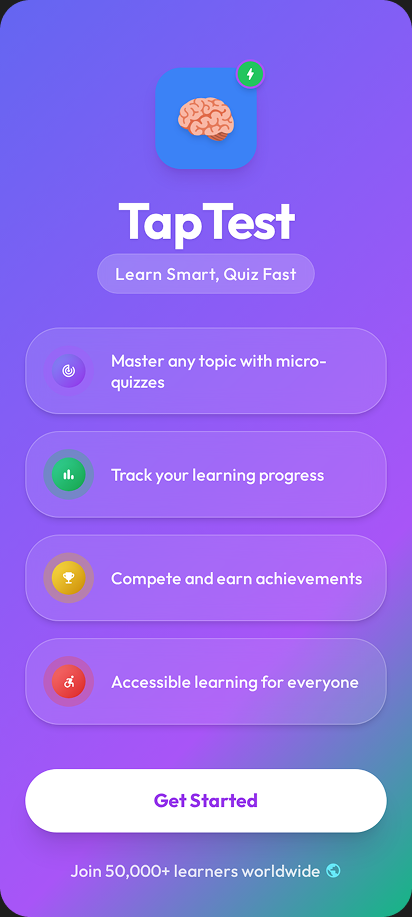 TapTest
Learn Smart, Quiz Fast
Master any topic with micro-
quizzes
Track your learning progress
Compete and earn achievements
Accessible learning for everyone
Get Started
Join 50,000+ learners worldwide